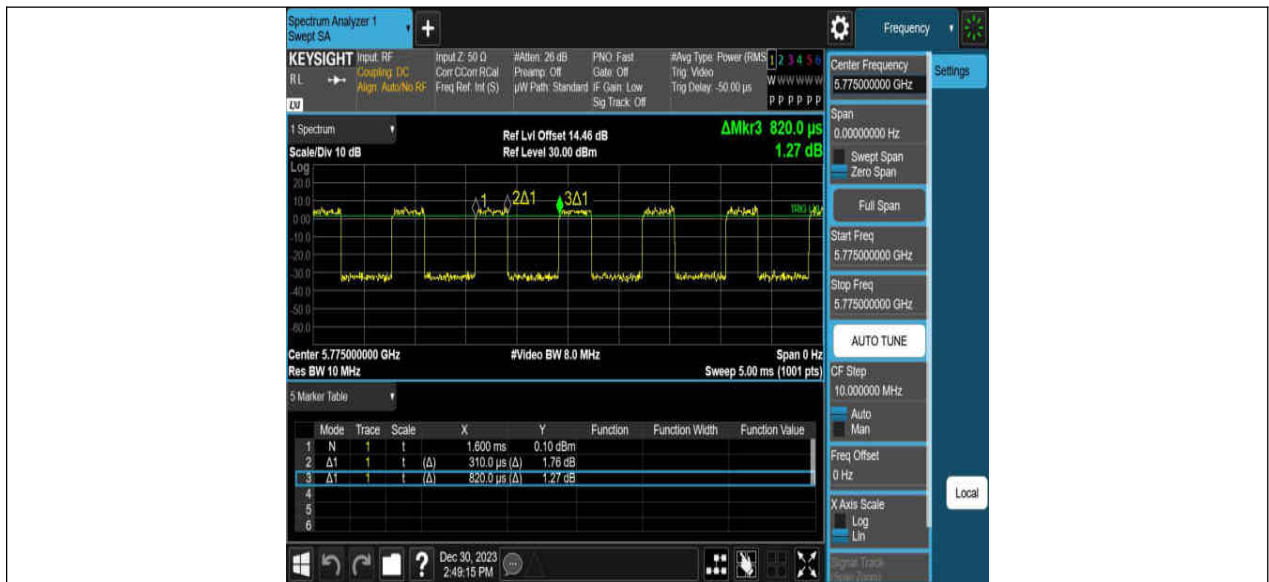 Spectrum Analyzer 1
Swept SA
+
Frequency
KEYSIGHT
RL
LXI
Input: RF
Coupling: DC
Align: Auto/No RF
Input Z: 50 Ω
Corr CCorr RCal
Freq Ref: Int (S)
#Atten: 26 dB
Preamp: Off
µW Path: Standard
PNO: Fast
Gate: Off
IF Gain: Low
Sig Track: Off
#Avg Type: Power (RMS
Trig: Video
Trig Delay: -50.00 µs
1 2 3 4 5 6
W W W W W W
P P P P P P
Center Frequency
5.775000000 GHz
Settings
1 Spectrum
Scale/Div 10 dB
Ref Lvl Offset 14.46 dB
Ref Level 30.00 dBm
ΔMkr3 820.0 µs
1.27 dB
Log
20.0
10.0
0.00
-10.0
-20.0
-30.0
-40.0
-50.0
-60.0
1
2Δ1
3Δ1
Center 5.775000000 GHz
#Video BW 8.0 MHz
Span 0 Hz
Res BW 10 MHz
Sweep 5.00 ms (1001 pts)
Span
0.00000000 Hz
Swept Span
Zero Span
Full Span
Start Freq
5.775000000 GHz
Stop Freq
5.775000000 GHz
AUTO TUNE
CF Step
10.000000 MHz
Auto
Man
Freq Offset
0 Hz
X Axis Scale
Log
Lin
Signal Track
(Span Zoom)
Local
5 Marker Table
Mode Trace Scale X Y Function Function Width Function Value
1 N 1 t 1.600 ms 0.10 dBm
2 Δ1 1 t (Δ) 310.0 µs (Δ) 1.76 dB
3 Δ1 1 t (Δ) 820.0 µs (Δ) 1.27 dB
4
5
6
?
Dec 30, 2023
2:49:15 PM